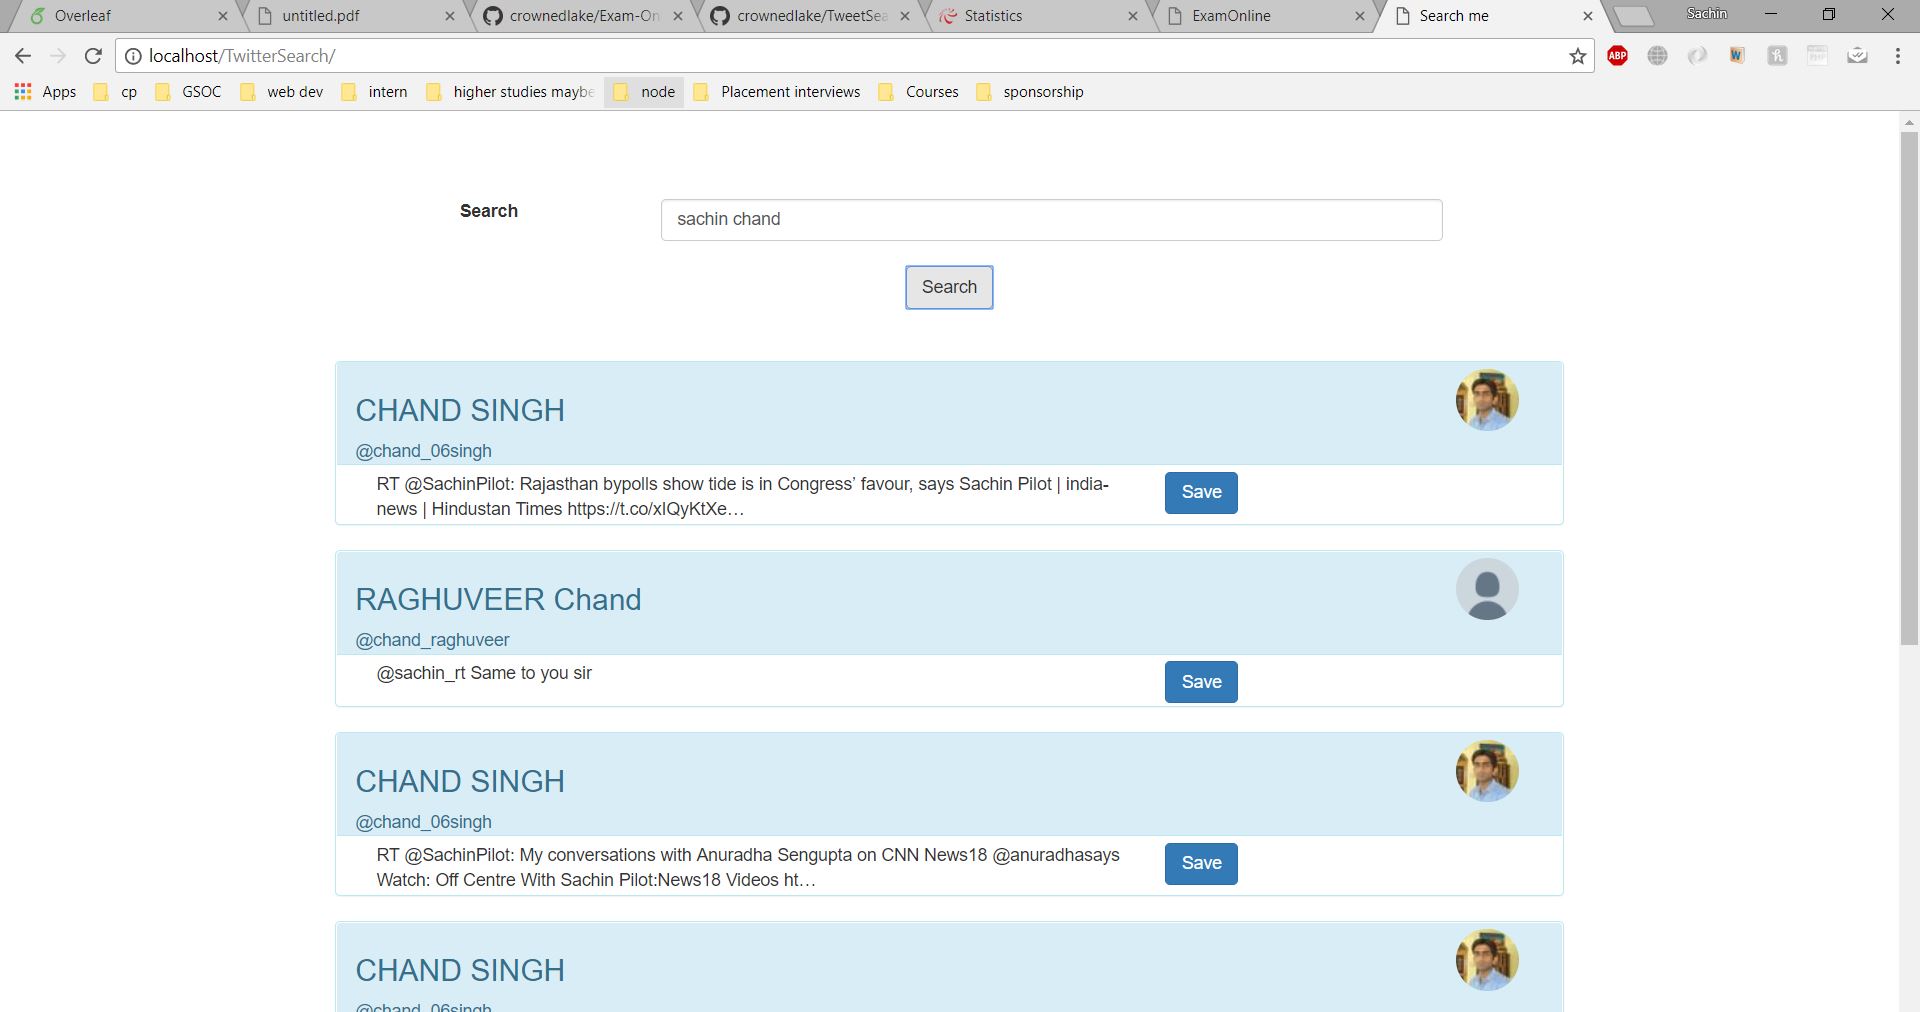 Overleaf
untitled.pdf
crownedlake/Exam-On
crownedlake/TweetSea
Statistics
ExamOnline
Search me
Sachin
localhost/TwitterSearch/
ABP
W
h
Apps
cp
GSOC
web dev
intern
higher studies maybe
node
Placement interviews
Courses
sponsorship
Search
sachin chand
Search
CHAND SINGH
@chand_06singh
RT @SachinPilot: Rajasthan bypolls show tide is in Congress’ favour, says Sachin Pilot | india-
news | Hindustan Times https://t.co/xIQyKtXe…
Save
RAGHUVEER Chand
@chand_raghuveer
@sachin_rt Same to you sir
Save
CHAND SINGH
@chand_06singh
RT @SachinPilot: My conversations with Anuradha Sengupta on CNN News18 @anuradhasays
Watch: Off Centre With Sachin Pilot:News18 Videos ht…
Save
CHAND SINGH
@chand_06singh